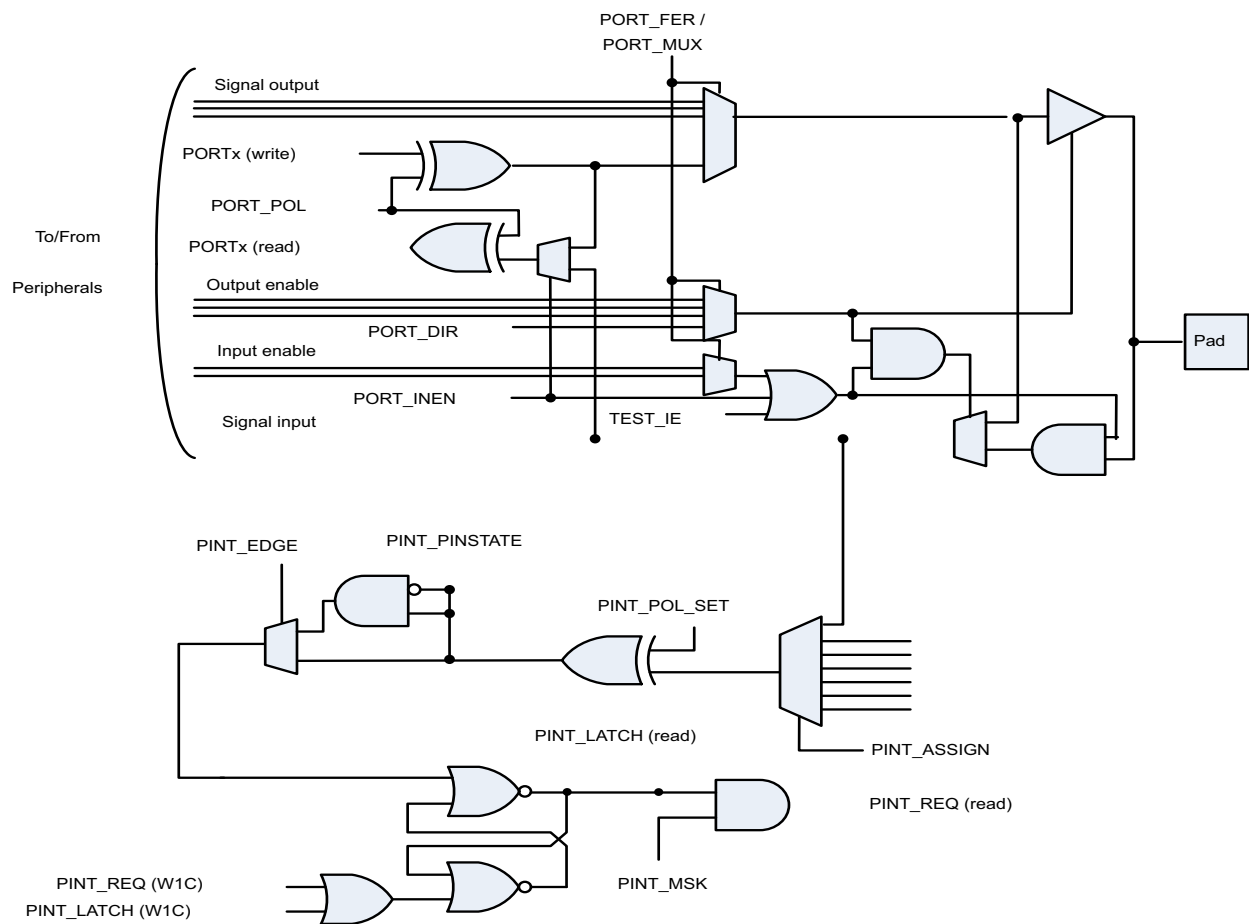 PORT_FER /
PORT_MUX
Signal output
PORTx (write)
PORT_POL
To/From
PORTx (read)
Peripherals
Output enable
PORT_DIR
Pad
Input enable
PORT_INEN
TEST_IE
Signal input
PINT_EDGE
PINT_PINSTATE
PINT_POL_SET
PINT_LATCH (read)
PINT_ASSIGN
PINT_REQ (read)
PINT_REQ (W1C)
PINT_MSK
PINT_LATCH (W1C)